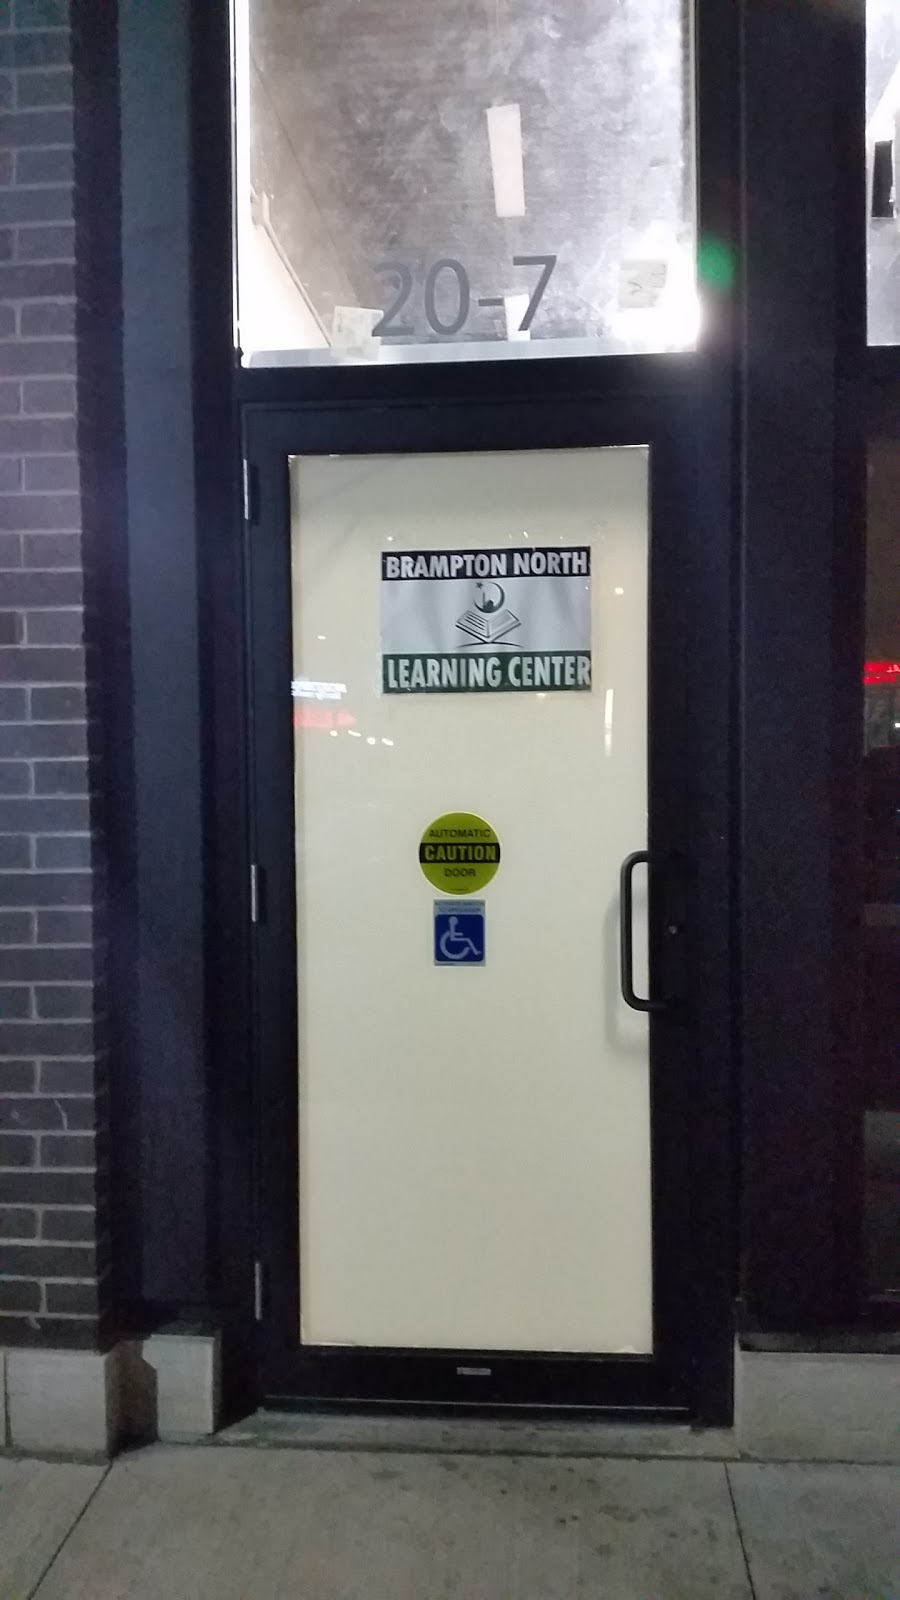 20-7
BRAMPTON NORTH
LEARNING CENTER
AUTOMATIC
CAUTION
DOOR